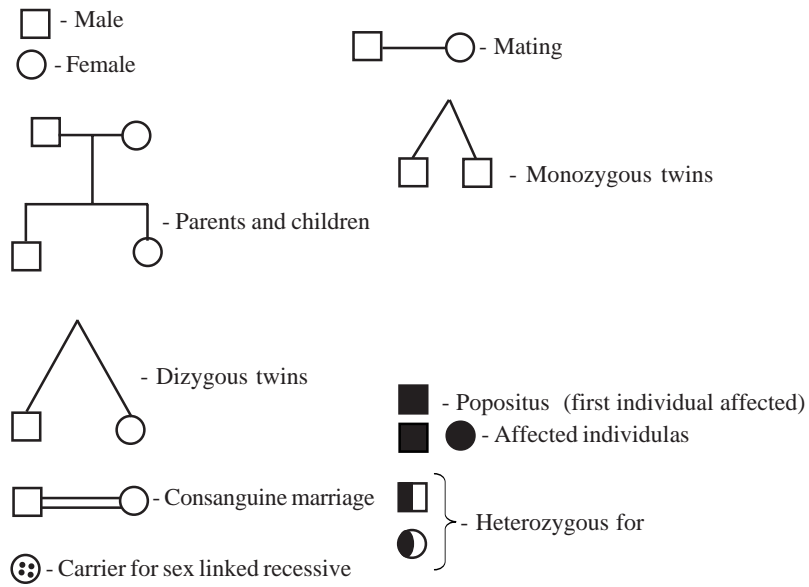 - Male
- Female
- Mating
- Monozygous twins
- Parents and children
- Dizygous twins
- Popositus (first individual affected)
- Affected individulas
- Consanguine marriage
- Heterozygous for
- Carrier for sex linked recessive